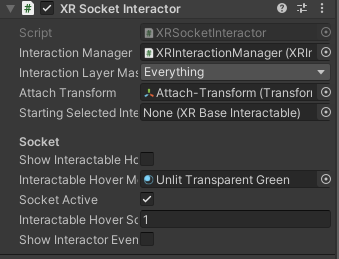 XR Socket Interactor
Script XRSocketInteractor
Interaction Manager XRInteractionManager (XRIr
Interaction Layer Mas Everything
Attach Transform Attach-Transform (Transforr
Starting Selected Inte None (XR Base Interactable)
Socket
Show Interactable Ho
Interactable Hover Me Unlit Transparent Green
Socket Active
Interactable Hover Sc 1
Show Interactor Even